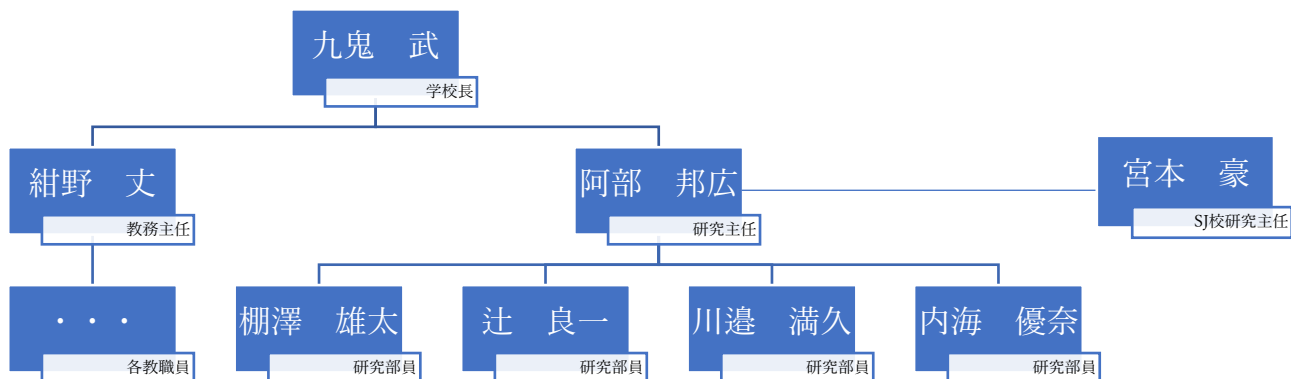 九鬼　武
学校長
紺野　丈
教務主任
阿部　邦広
研究主任
宮本　豪
SJ校研究主任
・・・
各教職員
棚澤　雄太
研究部員
辻　良一
研究部員
川邉　満久
研究部員
内海　優奈
研究部員